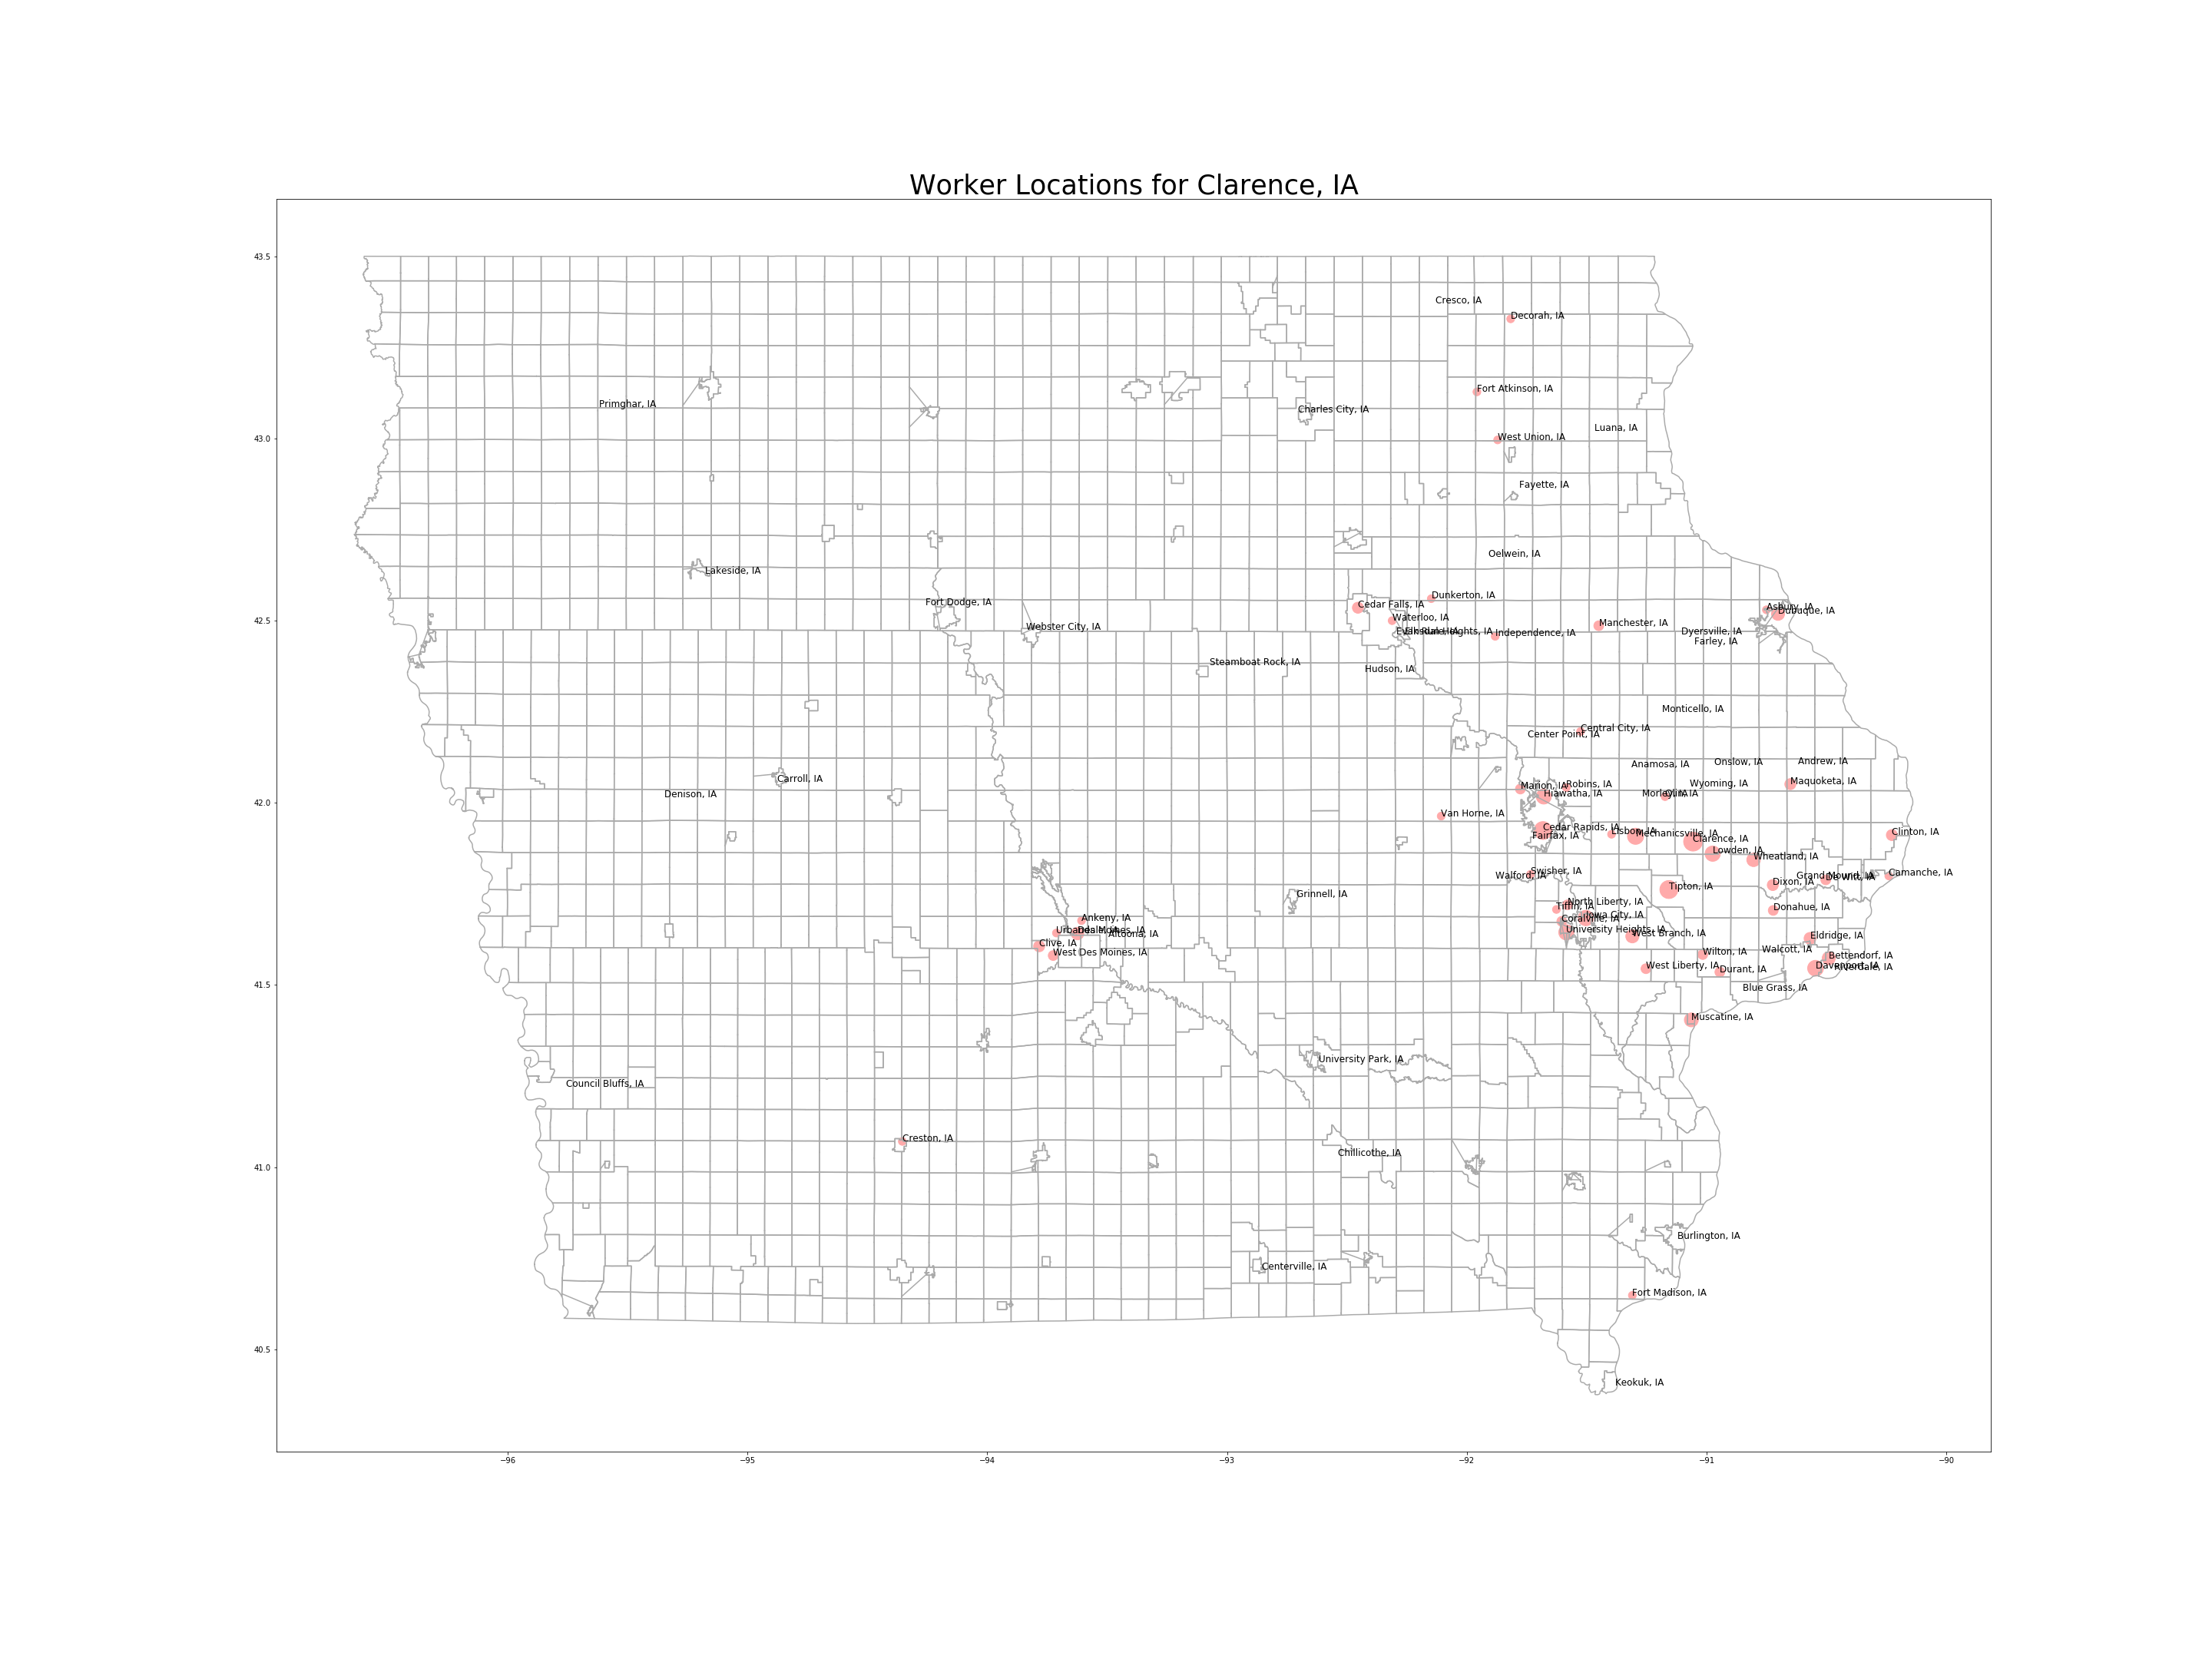 Worker Locations for Clarence, IA
43.5
Cresco, IA
Decorah, IA
Fort Atkinson, IA
Primghar, IA
Charles City, IA
43.0
Luana, IA
West Union, IA
Fayette, IA
Oelwein, IA
Lakeside, IA
Dunkerton, IA
Fort Dodge, IA
Cedar Falls, IA
Asbury, IA
Dubuque, IA
42.5
Waterloo, IA
Manchester, IA
Webster City, IA
Independence, IA
Dyersville, IA
Farley, IA
Steamboat Rock, IA
Hudson, IA
Monticello, IA
Central City, IA
Center Point, IA
Anamosa, IA
Onslow, IA
Andrew, IA
Carroll, IA
Marion, IA
Robins, IA
Wyoming, IA
Maquoketa, IA
42.0
Denison, IA
Hiawatha, IA
Van Horne, IA
Cedar Rapids, IA
Fairfax, IA
Lisbon, IA
Mechanicsville, IA
Clarence, IA
Clinton, IA
Lowden, IA
Wheatland, IA
Swisher, IA
Walford, IA
Grand Mound, IA
De Witt, IA
Camanche, IA
Dixon, IA
Tipton, IA
Grinnell, IA
North Liberty, IA
Tiffin, IA
Donahue, IA
Ankeny, IA
Coralville, IA
Iowa City, IA
Urbandale, IA
Des Moines, IA
Altoona, IA
University Heights, IA
West Branch, IA
Eldridge, IA
Clive, IA
West Des Moines, IA
Wilton, IA
Walcott, IA
Bettendorf, IA
West Liberty, IA
Durant, IA
Davenport, IA
Riverdale, IA
41.5
Blue Grass, IA
Muscatine, IA
University Park, IA
Council Bluffs, IA
Creston, IA
41.0
Chillicothe, IA
Burlington, IA
Centerville, IA
Fort Madison, IA
40.5
Keokuk, IA
−96 −95 −94 −93 −92 −91 −90